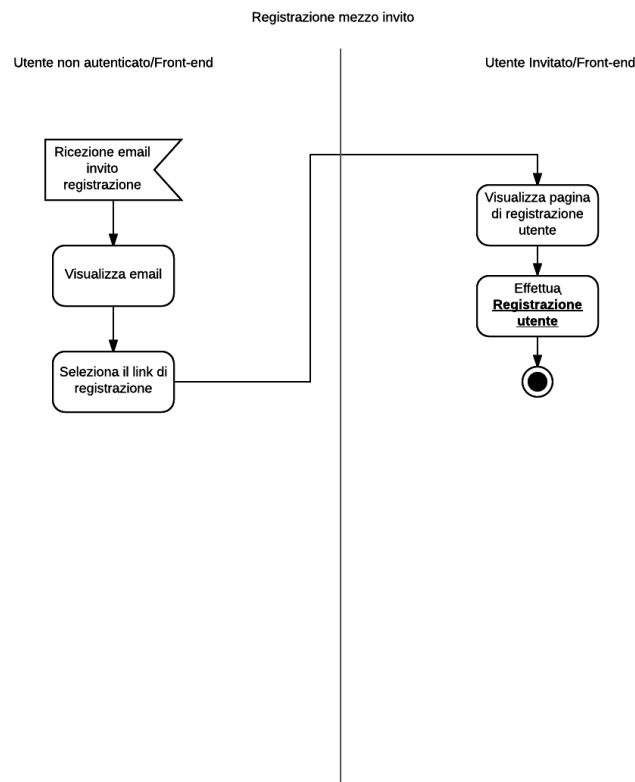 Registrazione mezzo invito
Utente non autenticato/Front-end
Utente Invitato/Front-end
Ricezione email
invito
registrazione
Visualizza email
Seleziona il link di
registrazione
Visualizza pagina
di registrazione
utente
Effettua
Registrazione
utente